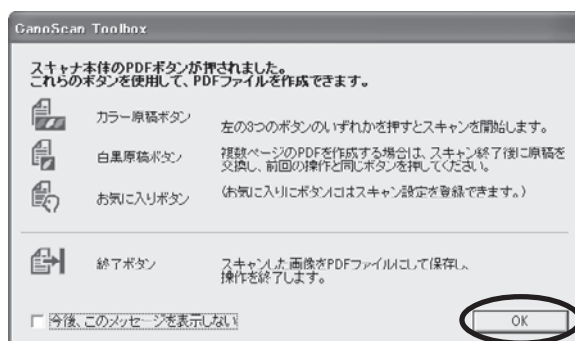 CanoScan Toolbox
スキャナ本体のPDFボタンが押されました。
これらのボタンを使用して、PDFファイルを作成できます。
カラー原稿ボタン
左の3つのボタンのいずれかを押すとスキャンを開始します。
白黒原稿ボタン
複数ページのPDFを作成する場合は、スキャン終了後に原稿を
交換し、前回の操作と同じボタンを押してください。
お気に入りボタン
(お気に入りにボタンにはスキャン設定を登録できます。)
終了ボタン
スキャンした画像をPDFファイルにして保存し、
操作を終了します。
今後、このメッセージを表示しない
OK